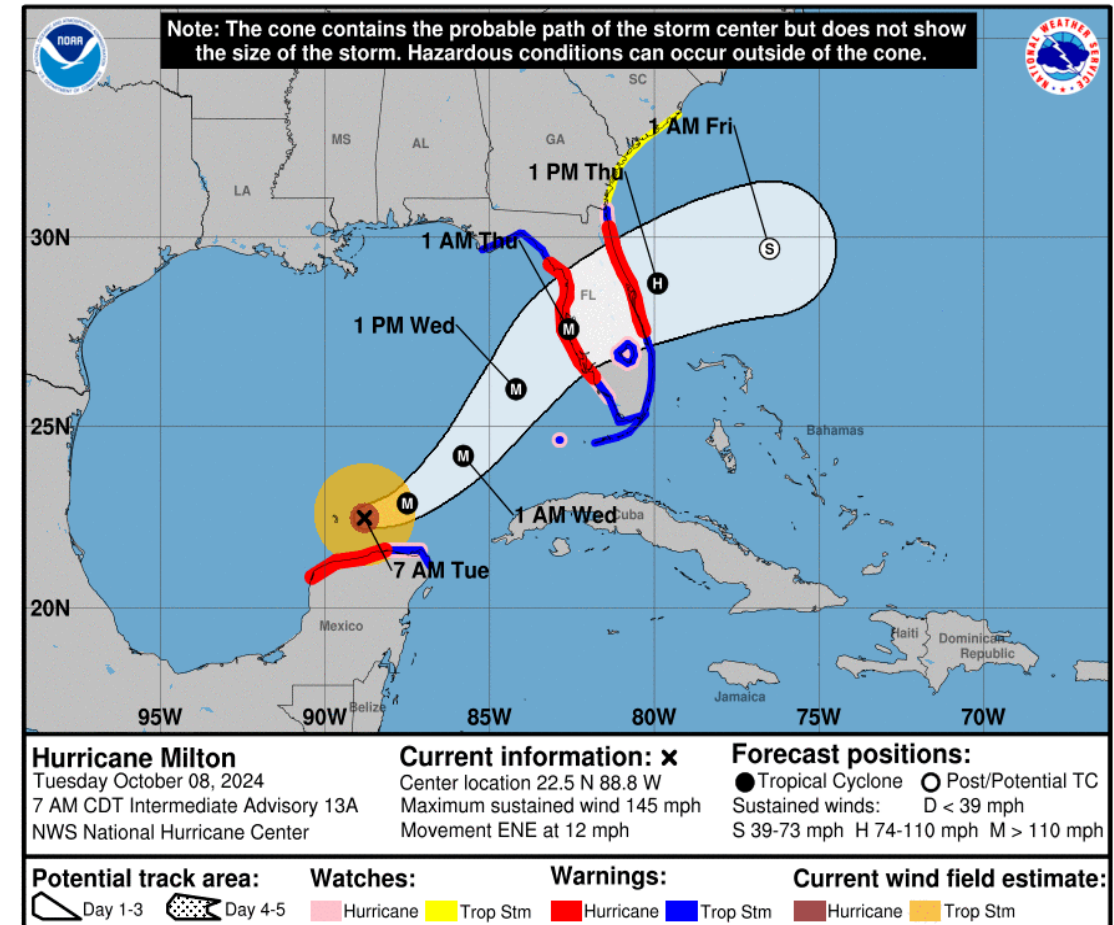 Note: The cone contains the probable path of the storm center but does not show
the size of the storm. Hazardous conditions can occur outside of the cone.
NOAA
NATIONAL WEATHER SERVICE
SC
1 AM Fri
MS
AL
GA
1 PM Thu
LA
30N
1 AM Thu
FL
1 PM Wed
25N
Bahamas
1 AM Wed
Cuba
7 AM Tue
20N
Mexico
Haiti
Dominican
Republic
Jamaica
Belize
95W
90W
85W
80W
75W
70W
M
M
M
M
H
S
Hurricane Milton
Tuesday October 08, 2024
7 AM CDT Intermediate Advisory 13A
NWS National Hurricane Center
Current information: x
Center location 22.5 N 88.8 W
Maximum sustained wind 145 mph
Movement ENE at 12 mph
Forecast positions:
Tropical Cyclone Post/Potential TC
Sustained winds: D < 39 mph
S 39-73 mph H 74-110 mph M > 110 mph
Potential track area:
Day 1-3 Day 4-5
Watches:
Hurricane Trop Stm
Warnings:
Hurricane Trop Stm
Current wind field estimate:
Hurricane Trop Stm